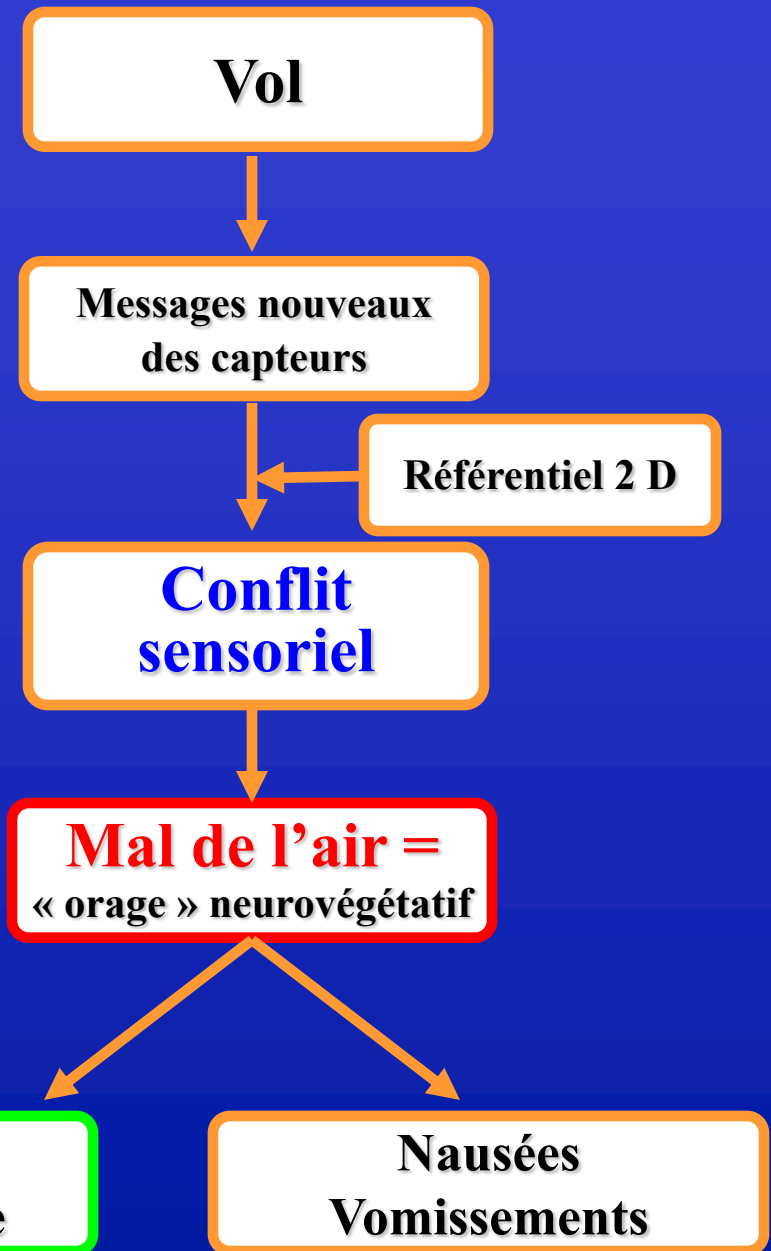 Vol
Messages nouveaux
des capteurs
Référentiel 2 D
Conflit
sensoriel
Mal de l’air =
« orage » neurovégétatif
Nausées
Vomissements